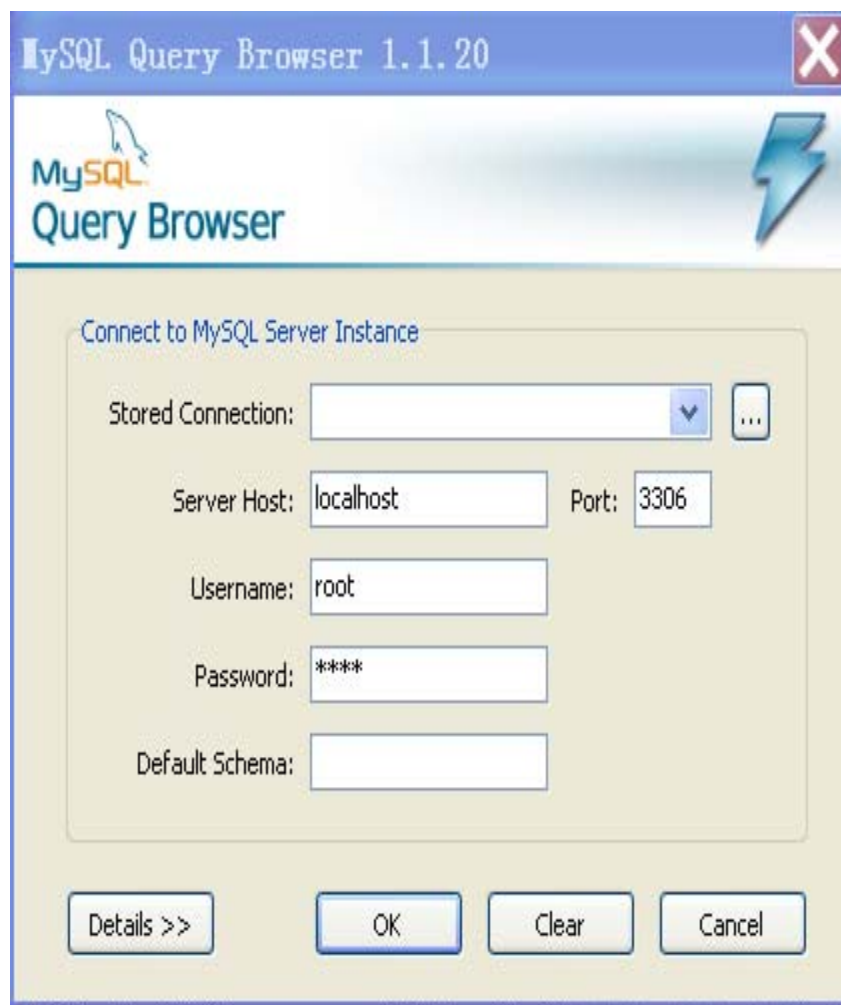 MySQL Query Browser 1.1.20
MySQL
Query Browser
Connect to MySQL Server Instance
Stored Connection:
...
Server Host: localhost Port: 3306
Username: root
Password: ****
Default Schema:
Details >> OK Clear Cancel